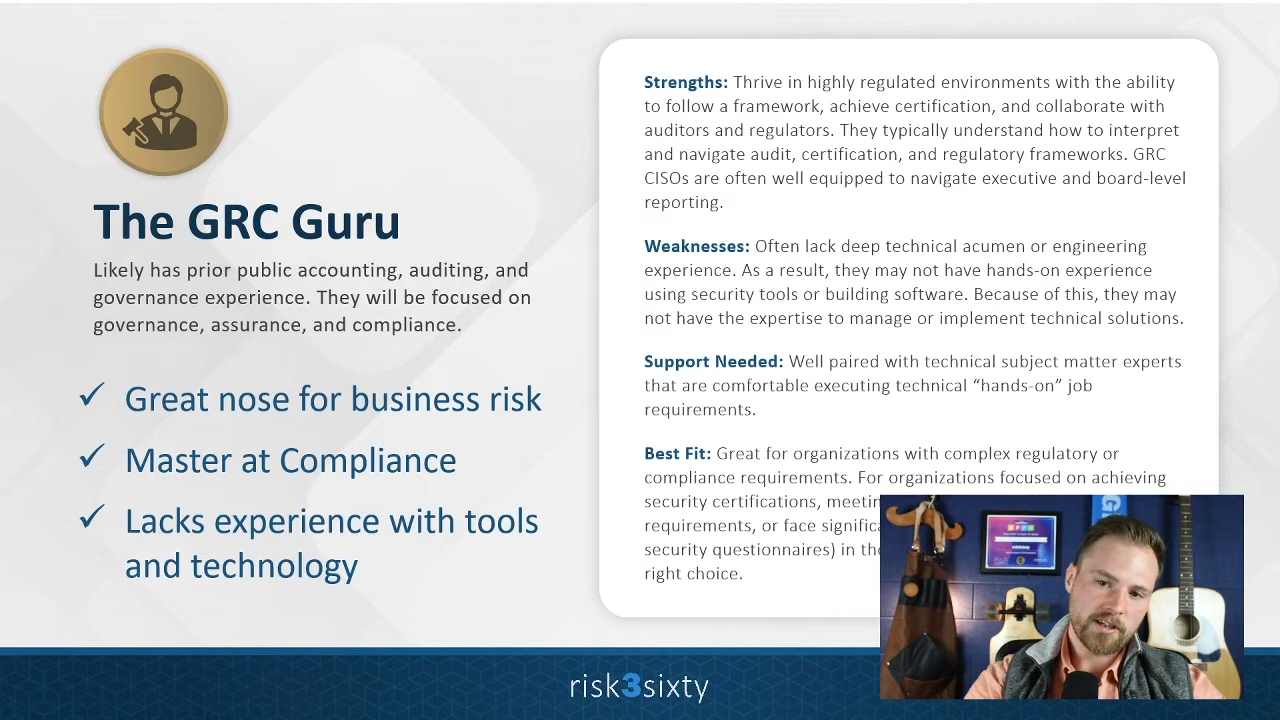 The GRC Guru
Likely has prior public accounting, auditing, and
governance experience. They will be focused on
governance, assurance, and compliance.
✓ Great nose for business risk
✓ Master at Compliance
✓ Lacks experience with tools
and technology
Strengths: Thrive in highly regulated environments with the ability
to follow a framework, achieve certification, and collaborate with
auditors and regulators. They typically understand how to interpret
and navigate audit, certification, and regulatory frameworks. GRC
CISOs are often well equipped to navigate executive and board-level
reporting.
Weaknesses: Often lack deep technical acumen or engineering
experience. As a result, they may not have hands-on experience
using security tools or building software. Because of this, they may
not have the expertise to manage or implement technical solutions.
Support Needed: Well paired with technical subject matter experts
that are comfortable executing technical “hands-on” job
requirements.
Best Fit: Great for organizations with complex regulatory or
compliance requirements. For organizations focused on achieving
security certifications,
requirements, or face
security questionnaires) in
right choice.
risk3sixty